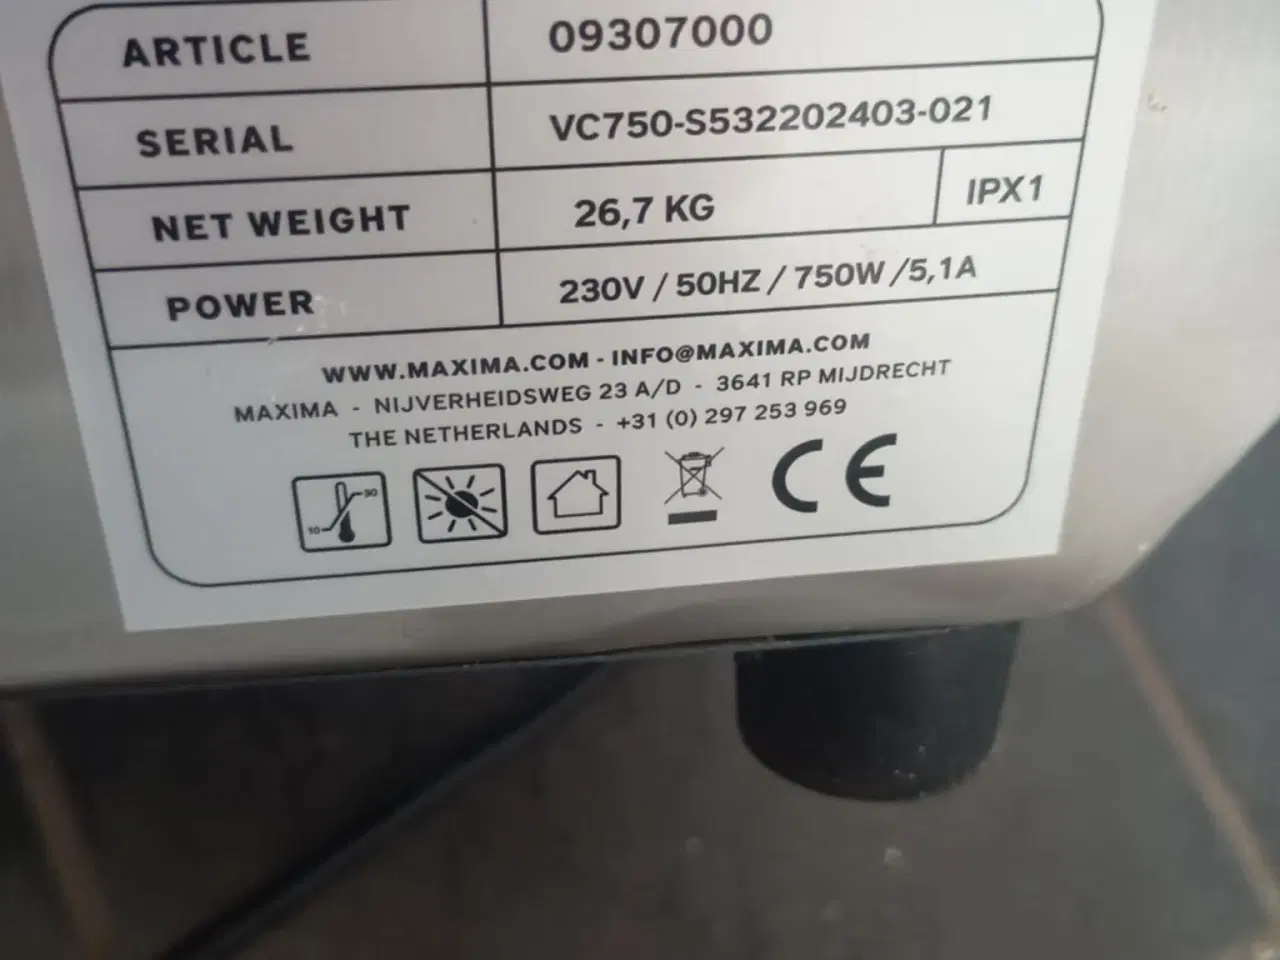 ARTICLE 09307000
SERIAL VC750-S532202403-021
NET WEIGHT 26,7 KG IPX1
POWER 230V / 50HZ / 750W /5,1A
WWW.MAXIMA.COM - INFO@MAXIMA.COM
MAXIMA - NIJVERHEIDSWEG 23 A/D - 3641 RP MIJDRECHT
THE NETHERLANDS - +31 (0) 297 253 969
30
10
CE